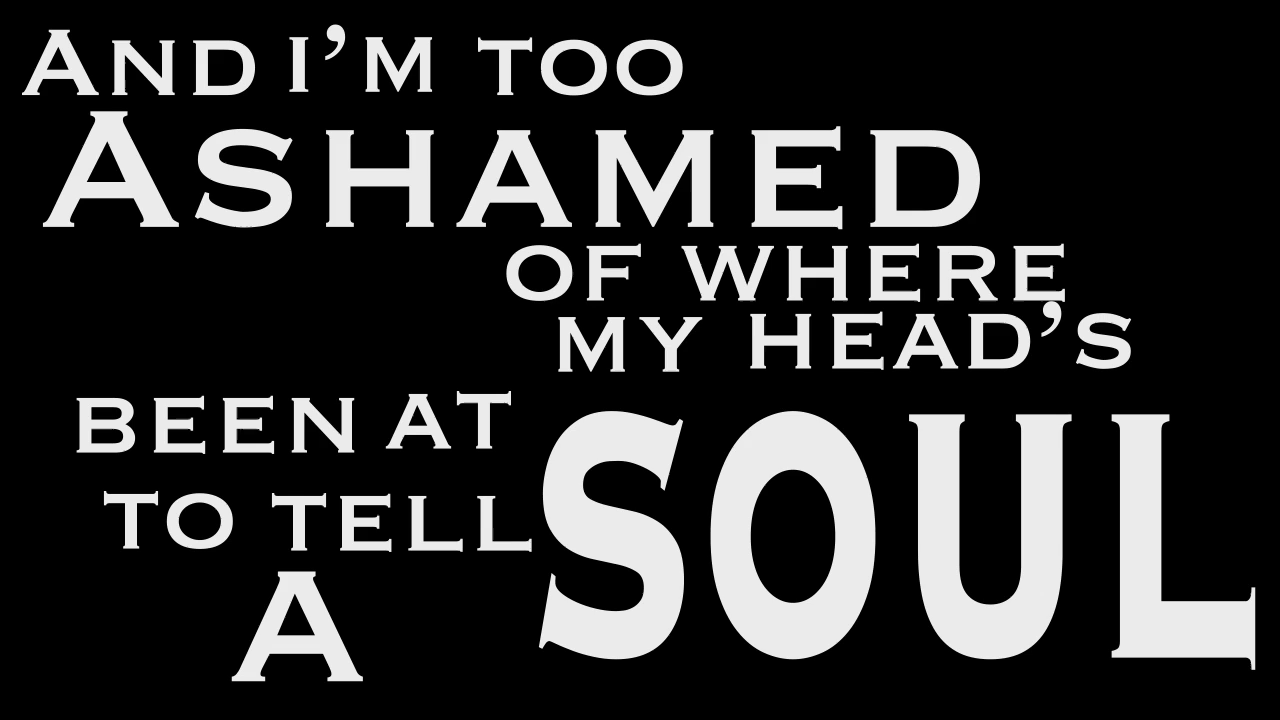 AND I’M TOO
ASHAMED
OF WHERE
MY HEAD’S
BEEN AT
TO TELL
A SOUL